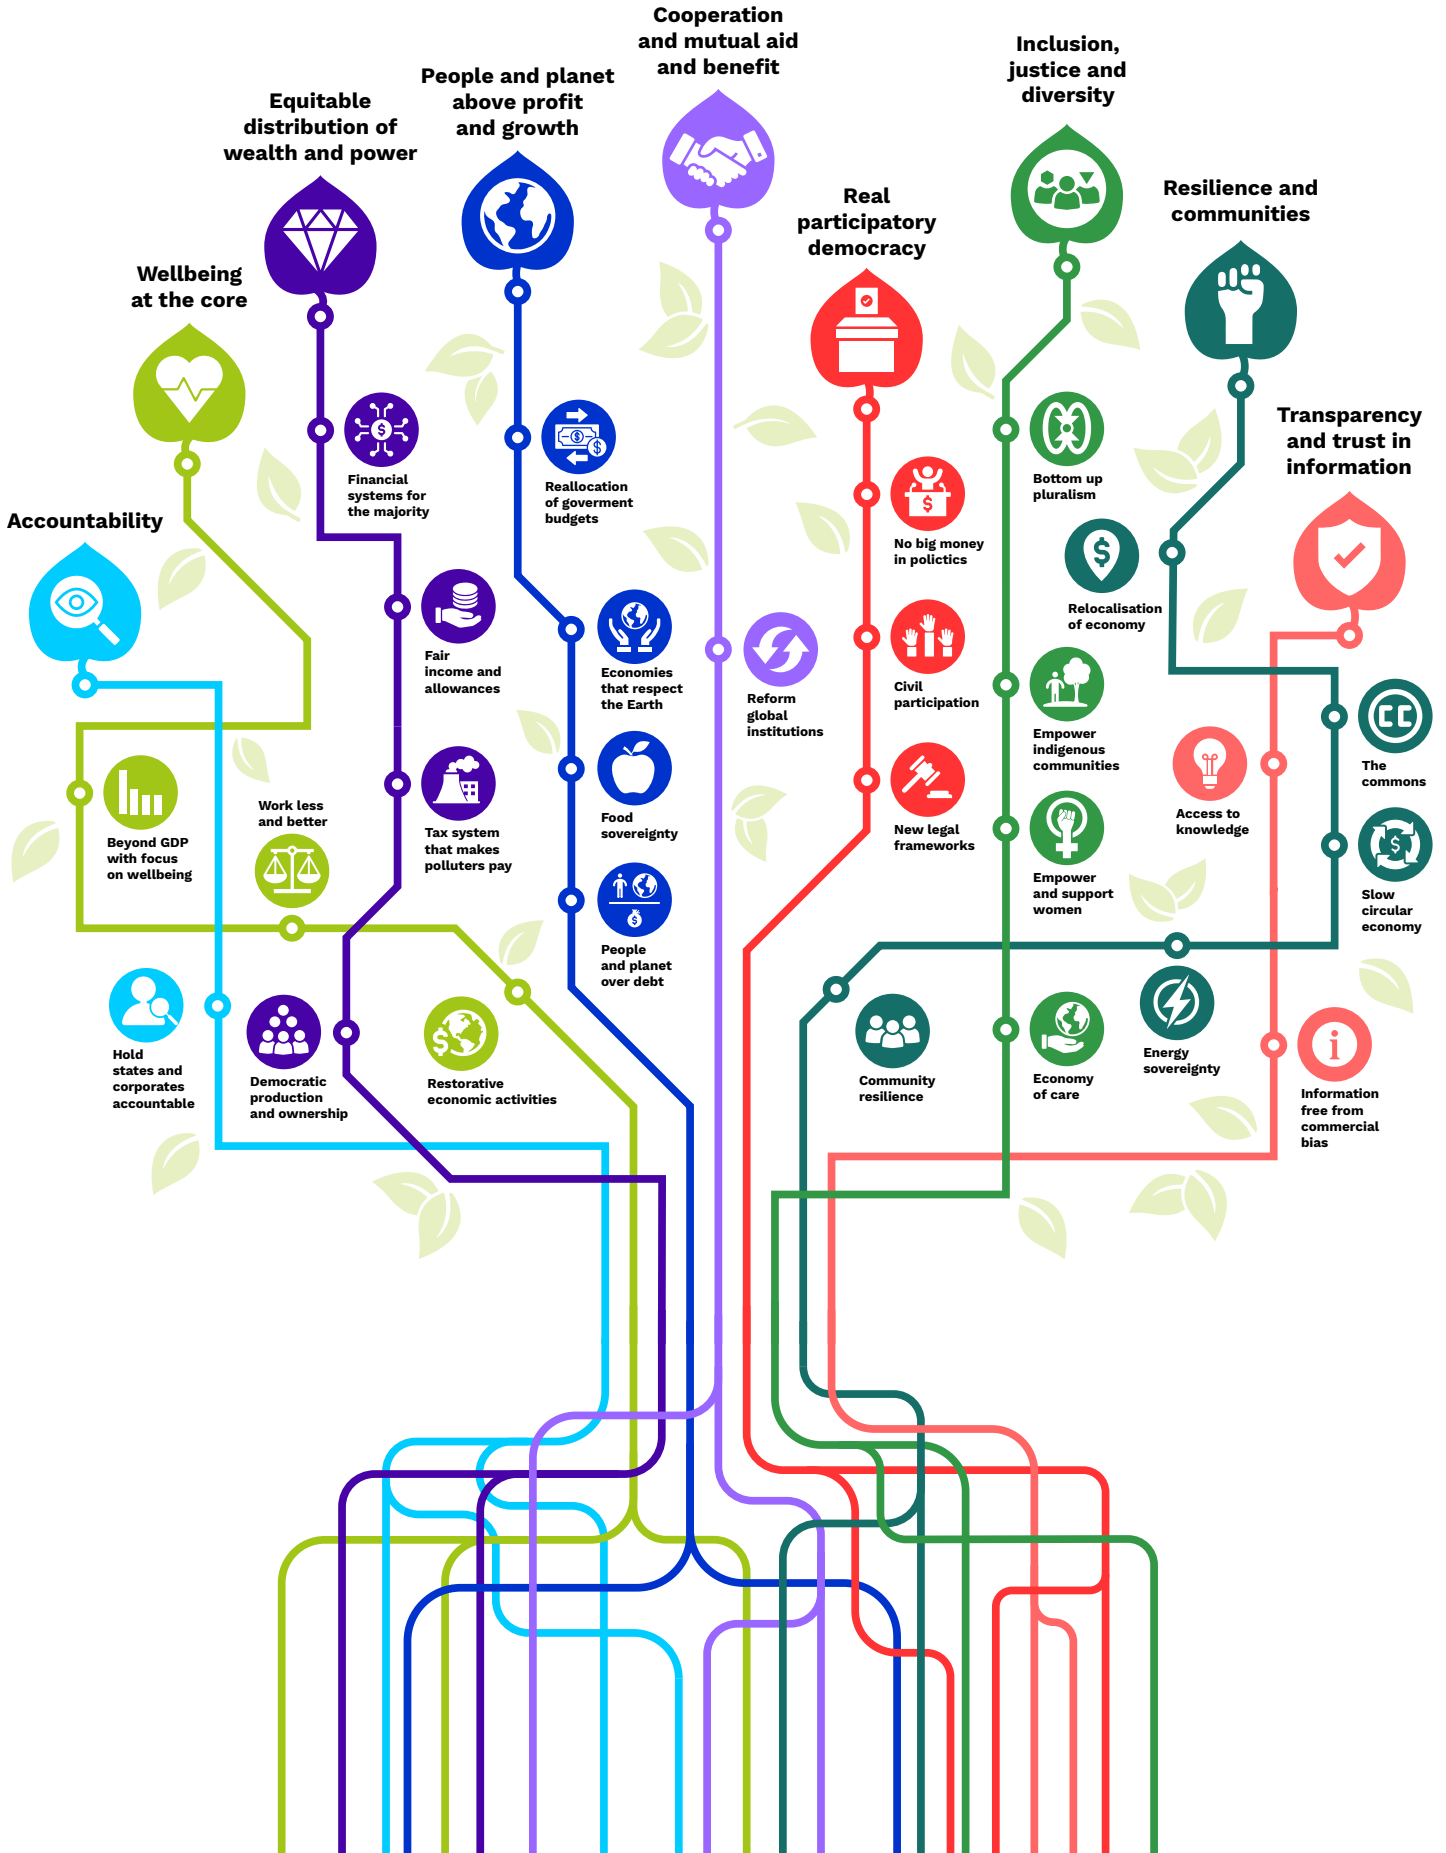 Cooperation
and mutual aid
and benefit
Inclusion,
justice and
diversity
People and planet
above profit
and growth
Equitable
distribution of
wealth and power
Real
participatory
democracy
Resilience and
communities
Wellbeing
at the core
Transparency
and trust in
information
Accountability
Financial
systems for
the majority
Reallocation
of goverment
budgets
No big money
in polictics
Bottom up
pluralism
Relocalisation
of economy
Fair
income and
allowances
Economies
that respect
the Earth
Reform
global
institutions
Civil
participation
Empower
indigenous
communities
The
commons
Access to
knowledge
Beyond GDP
with focus
on wellbeing
Work less
and better
Tax system
that makes
polluters pay
Food
sovereignty
New legal
frameworks
Empower
and support
women
Slow
circular
economy
People
and planet
over debt
Hold
states and
corporates
accountable
Democratic
production
and ownership
Restorative
economic activities
Community
resilience
Economy
of care
Energy
sovereignty
Information
free from
commercial
bias